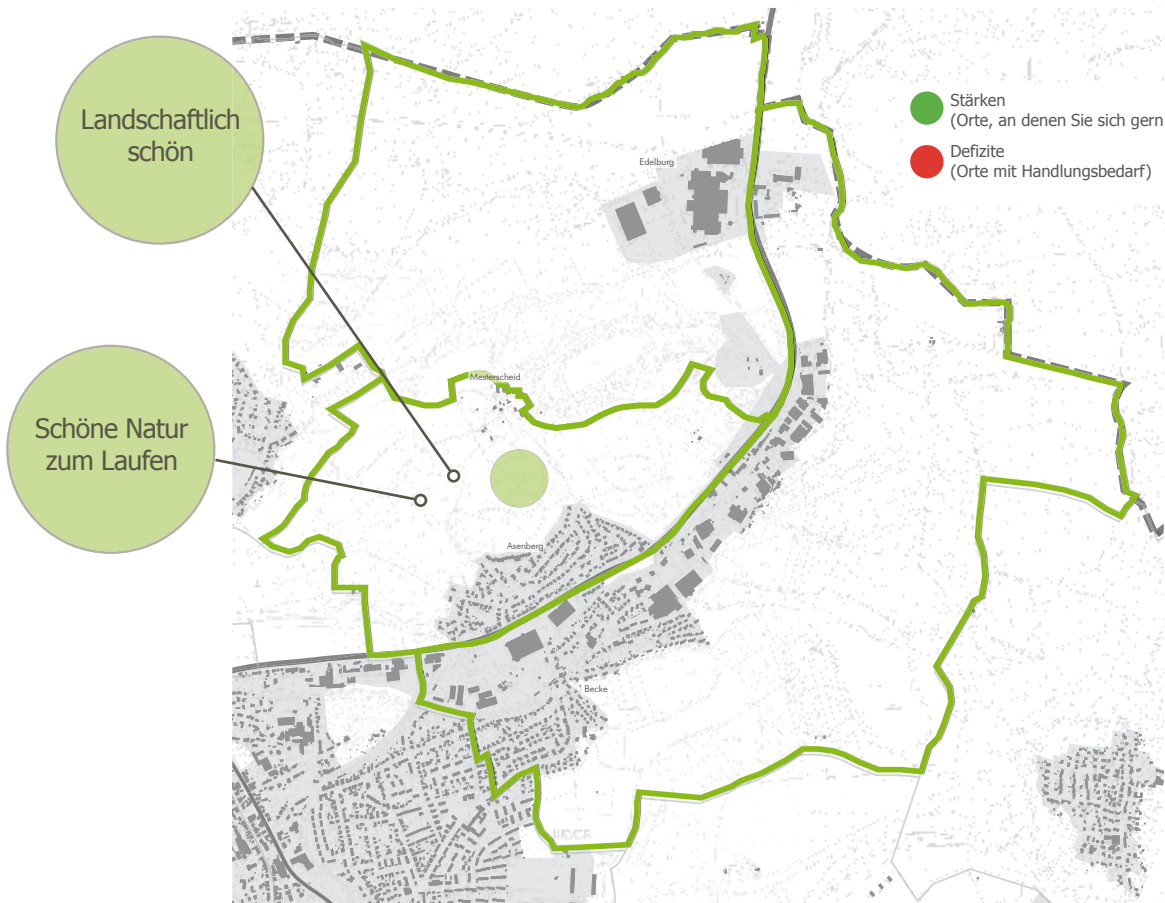 Landschaftlich
schön
Stärken
(Orte, an denen Sie sich gern
Defizite
(Orte mit Handlungsbedarf)
Edelburg
Mesterscheid
Schöne Natur
zum Laufen
Asenberg
Becke